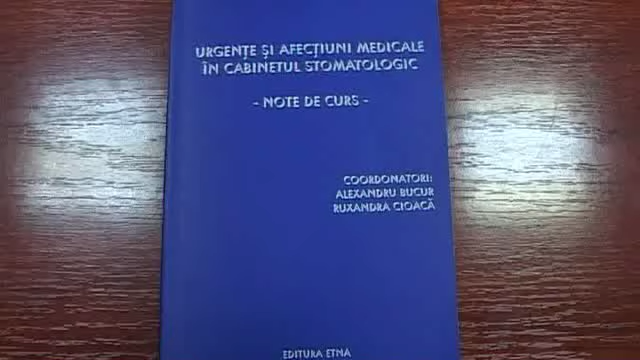 URGENȚE ȘI AFECȚIUNI MEDICALE
ÎN CABINETUL STOMATOLOGIC
- NOTE DE CURS -
COORDONATORI:
ALEXANDRU BUCUR
RUXANDRA CIOACĂ
EDITURA ETNA